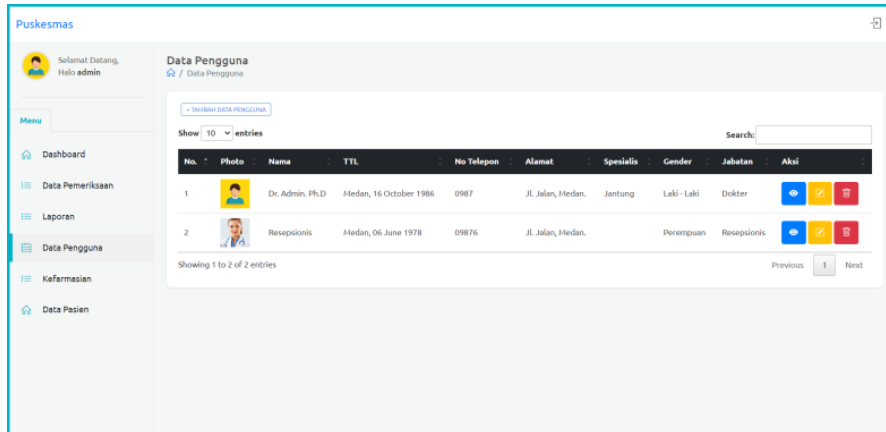 Puskesmas
Selamat Datang,
Halo admin
Menu
Dashboard
Data Pemeriksaan
Laporan
Data Pengguna
Kefarmasian
Data Pasien
Data Pengguna
/ Data Pengguna
+ TAMBAH DATA PENGGUNA
Show 10 entries
Search:
No. Photo Nama TTL No Telepon Alamat Spesialis Gender Jabatan Aksi
1 Dr. Admin. Ph.D Medan, 16 October 1986 0987 Jl. Jalan, Medan. Jantung Laki - Laki Dokter
2 Resepsionis Medan, 06 June 1978 09876 Jl. Jalan, Medan. Perempuan Resepsionis
Showing 1 to 2 of 2 entries
Previous 1 Next